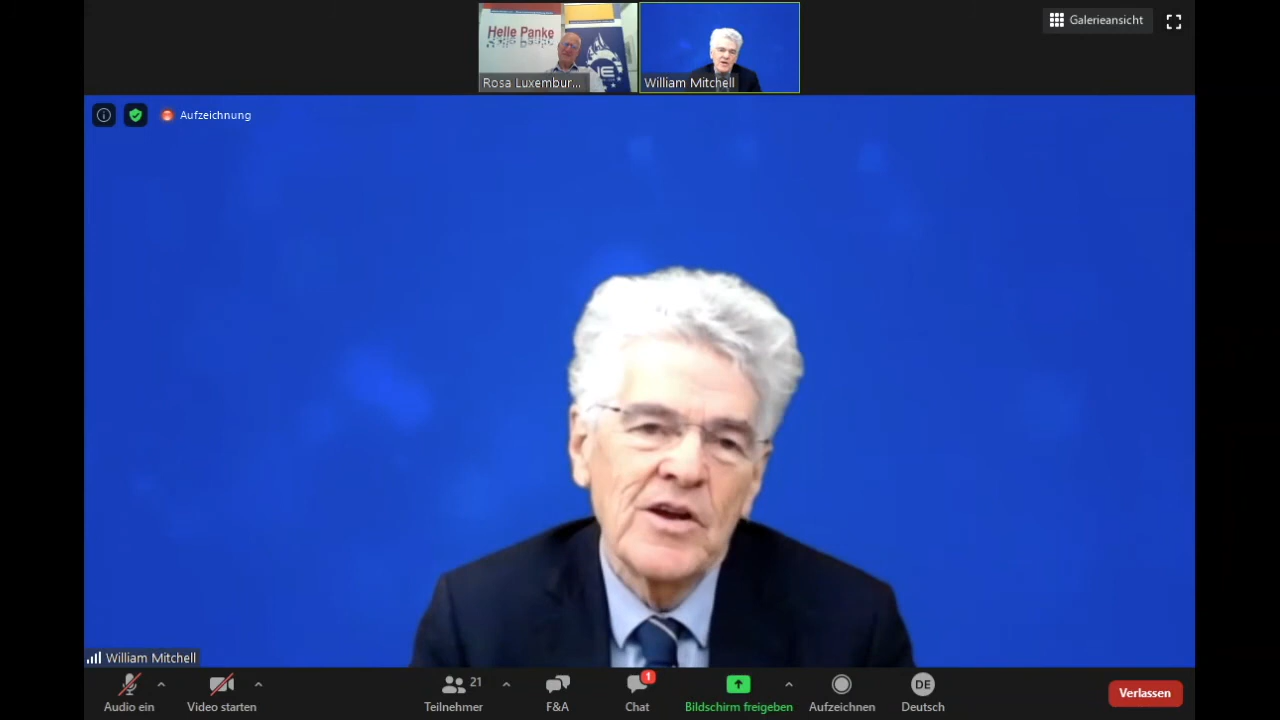 Helle Panke
Rosa Luxembur...
William Mitchell
Galerieansicht
Aufzeichnung
William Mitchell
21
1
DE
Audio ein
Video starten
Teilnehmer
F&A
Chat
Bildschirm freigeben
Aufzeichnen
Deutsch
Verlassen